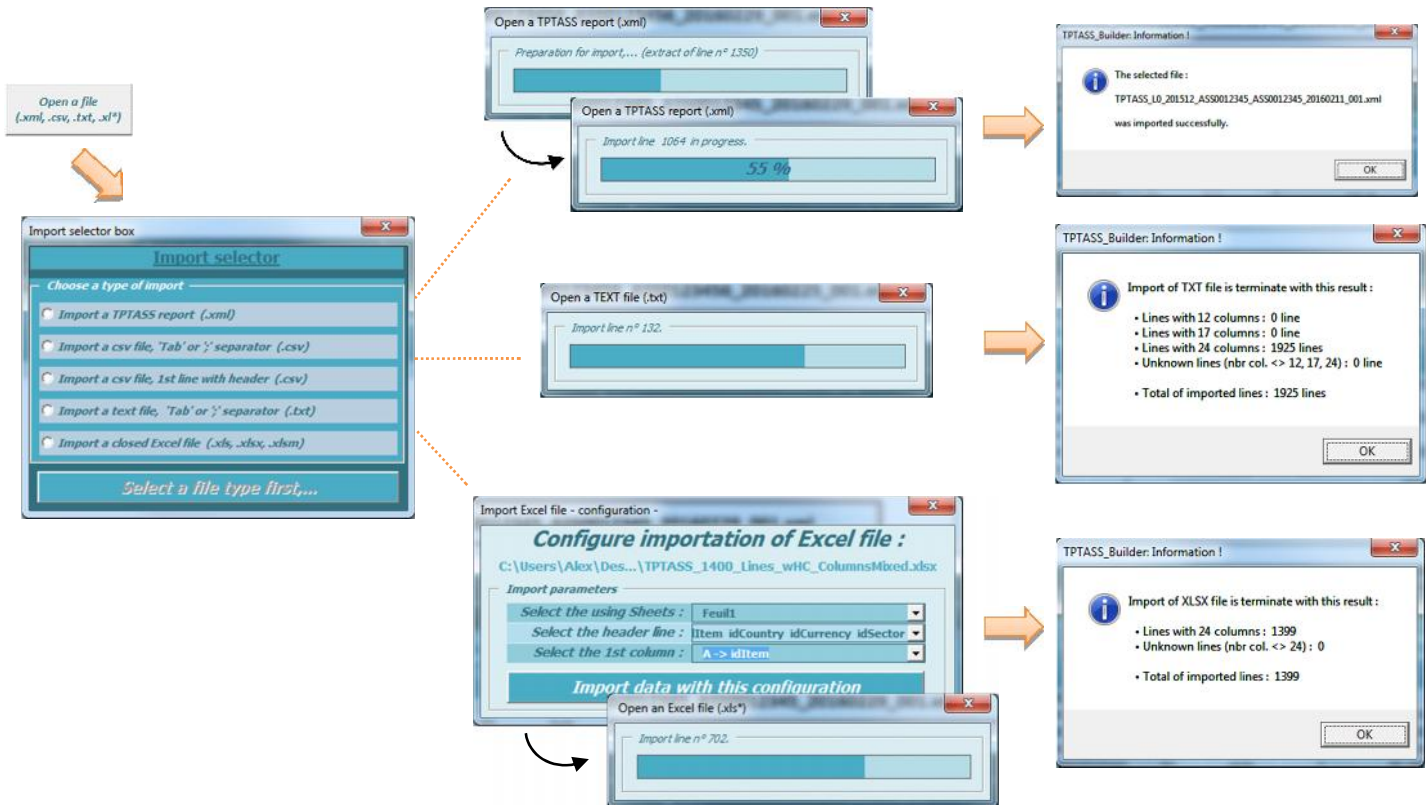 Open a file
(.xml, .csv, .txt, .xl*)
Import selector box
Import selector
Choose a type of import
Import a TPTASS report (.xml)
Import a csv file, 'Tab' or ';' separator (.csv)
Import a csv file, 1st line with header (.csv)
Import a text file, 'Tab' or ';' separator (.txt)
Import a closed Excel file (.xls, .xlsx, .xlsm)
Select a file type first,...
Open a TPTASS report (.xml)
Preparation for import,... (extract of line n° 1350)
Open a TPTASS report (.xml)
Import line 1064 in progress.
55 %
TPTASS_Builder: Information !
The selected file :
TPTASS_L0_201512_ASS0012345_ASS0012345_20160211_001.xml
was imported successfully.
OK
Open a TEXT file (.txt)
Import line n° 132.
TPTASS_Builder: Information !
Import of TXT file is terminate with this result :
• Lines with 12 columns : 0 line
• Lines with 17 columns : 0 line
• Lines with 24 columns : 1925 lines
• Unknown lines (nbr col. <> 12, 17, 24) : 0 line
• Total of imported lines : 1925 lines
OK
Import Excel file - configuration -
Configure importation of Excel file :
C:\Users\Alex\Des...\TPTASS_1400_Lines_wHC_ColumnsMixed.xlsx
Import parameters
Select the using Sheets : Feuil1
Select the header line : Item idCountry idCurrency idSector
Select the 1st column : A -> idItem
Import data with this configuration
Open an Excel file (.xls*)
Import line n° 702.
TPTASS_Builder: Information !
Import of XLSX file is terminate with this result :
• Lines with 24 columns : 1399
• Unknown lines (nbr col. <> 24) : 0
• Total of imported lines : 1399
OK